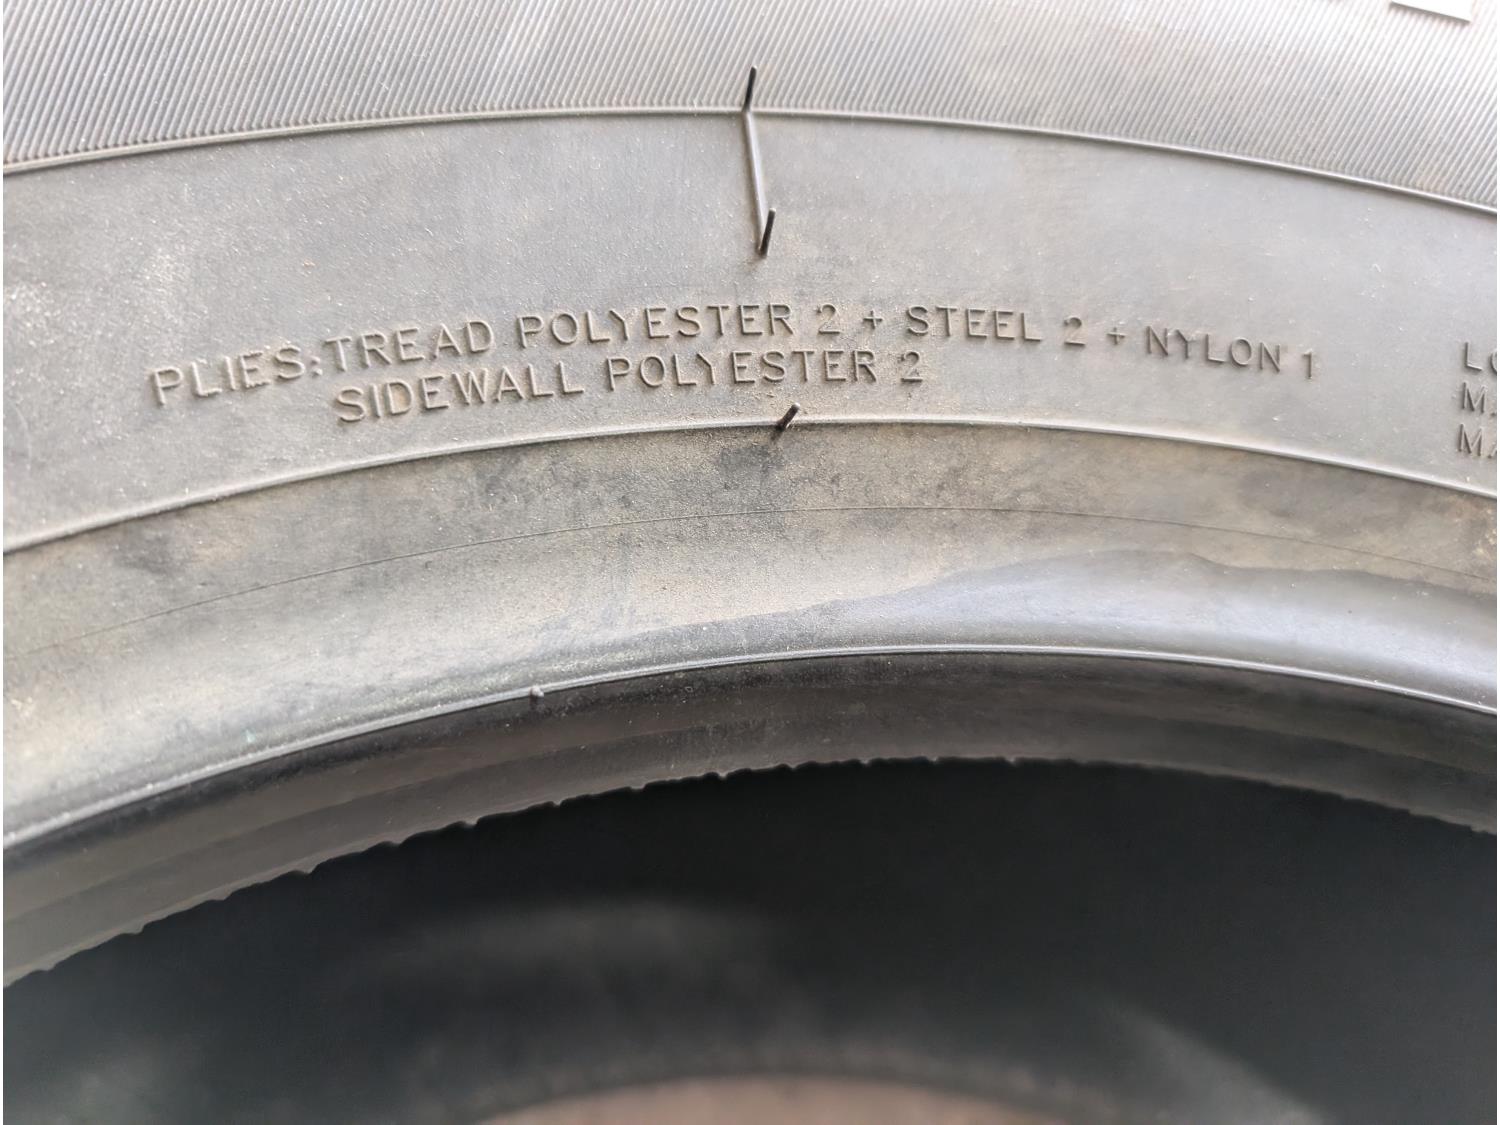 PLIES: TREAD POLYESTER 2 + STEEL 2 + NYLON 1
SIDEWALL POLYESTER 2